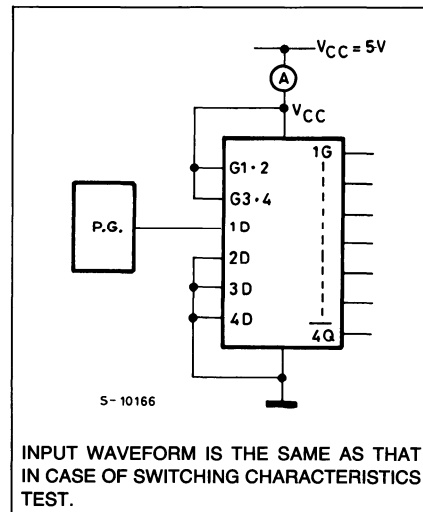 VCC = 5·V
A
VCC
1G
G1·2
G3·4
P.G.
1D
2D
3D
4D
4Q
S-10166
INPUT WAVEFORM IS THE SAME AS THAT
IN CASE OF SWITCHING CHARACTERISTICS
TEST.